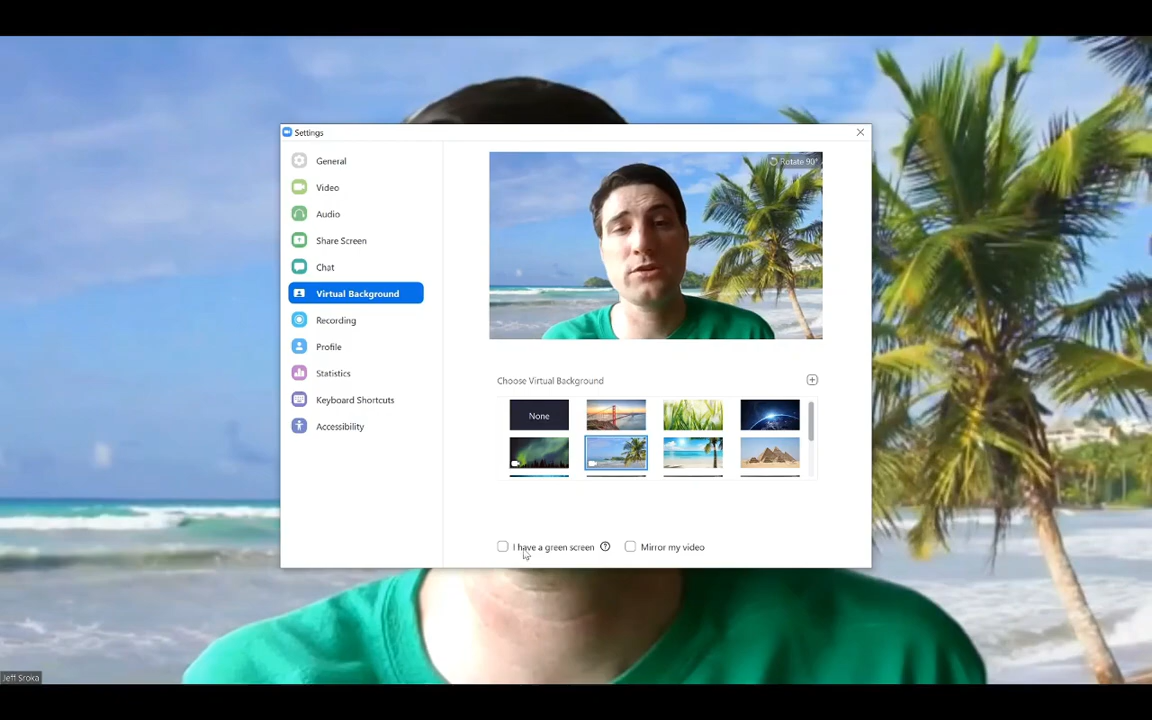 Settings
General
Video
Audio
Share Screen
Chat
Virtual Background
Recording
Profile
Statistics
Keyboard Shortcuts
Accessibility
Rotate 90°
Choose Virtual Background
None
I have a green screen
Mirror my video
Jeff Sroka